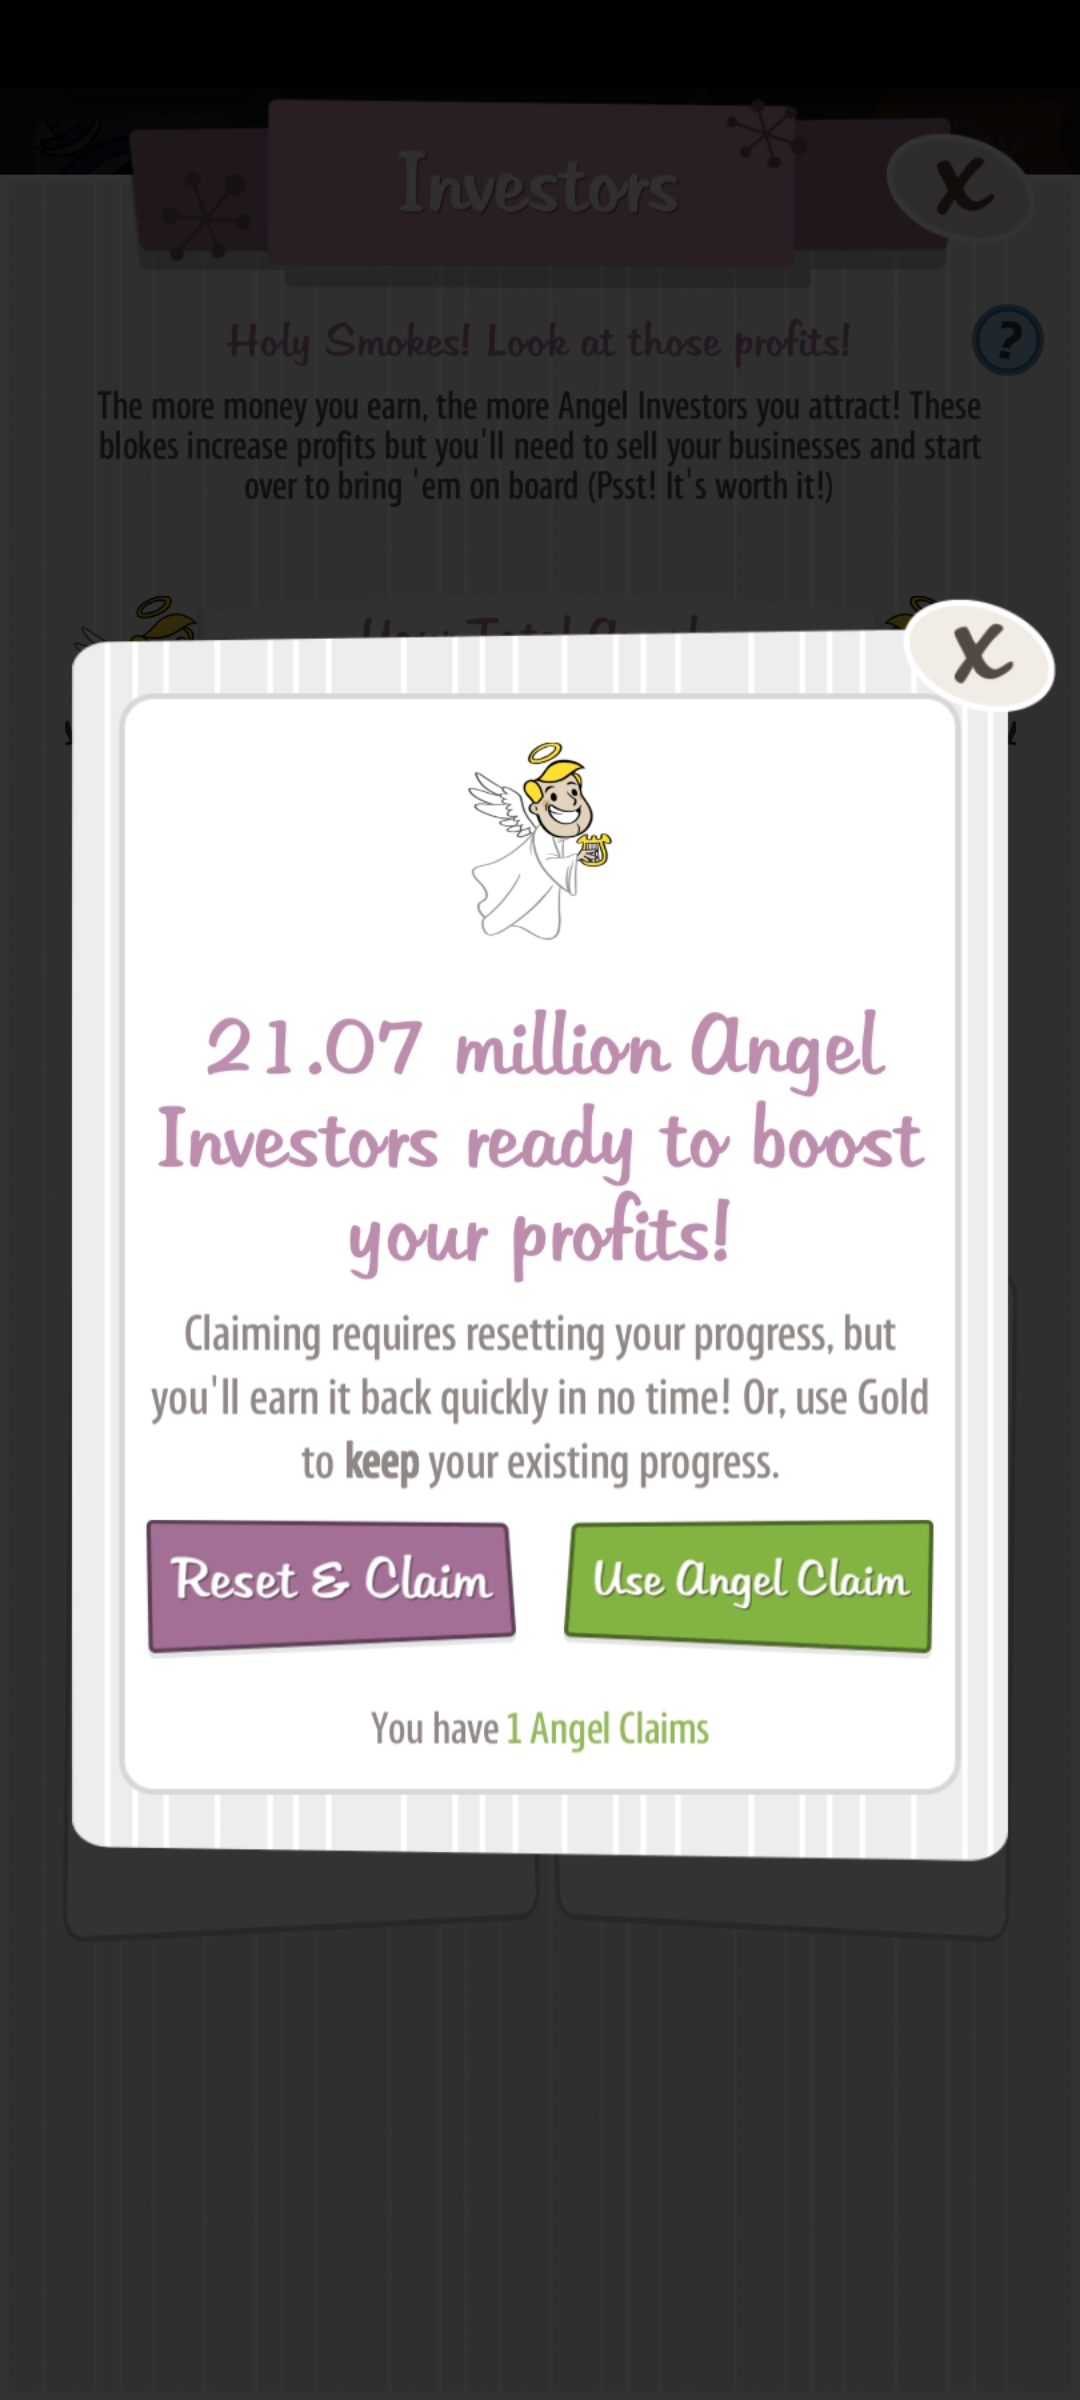 Investors
X
Holy Smokes! Look at those profits!
?
The more money you earn, the more Angel Investors you attract! These
blokes increase profits but you'll need to sell your businesses and start
over to bring 'em on board (Psst! It's worth it!)
X
21.07 million Angel
Investors ready to boost
your profits!
Claiming requires resetting your progress, but
you'll earn it back quickly in no time! Or, use Gold
to keep your existing progress.
Reset & Claim
Use Angel Claim
You have 1 Angel Claims